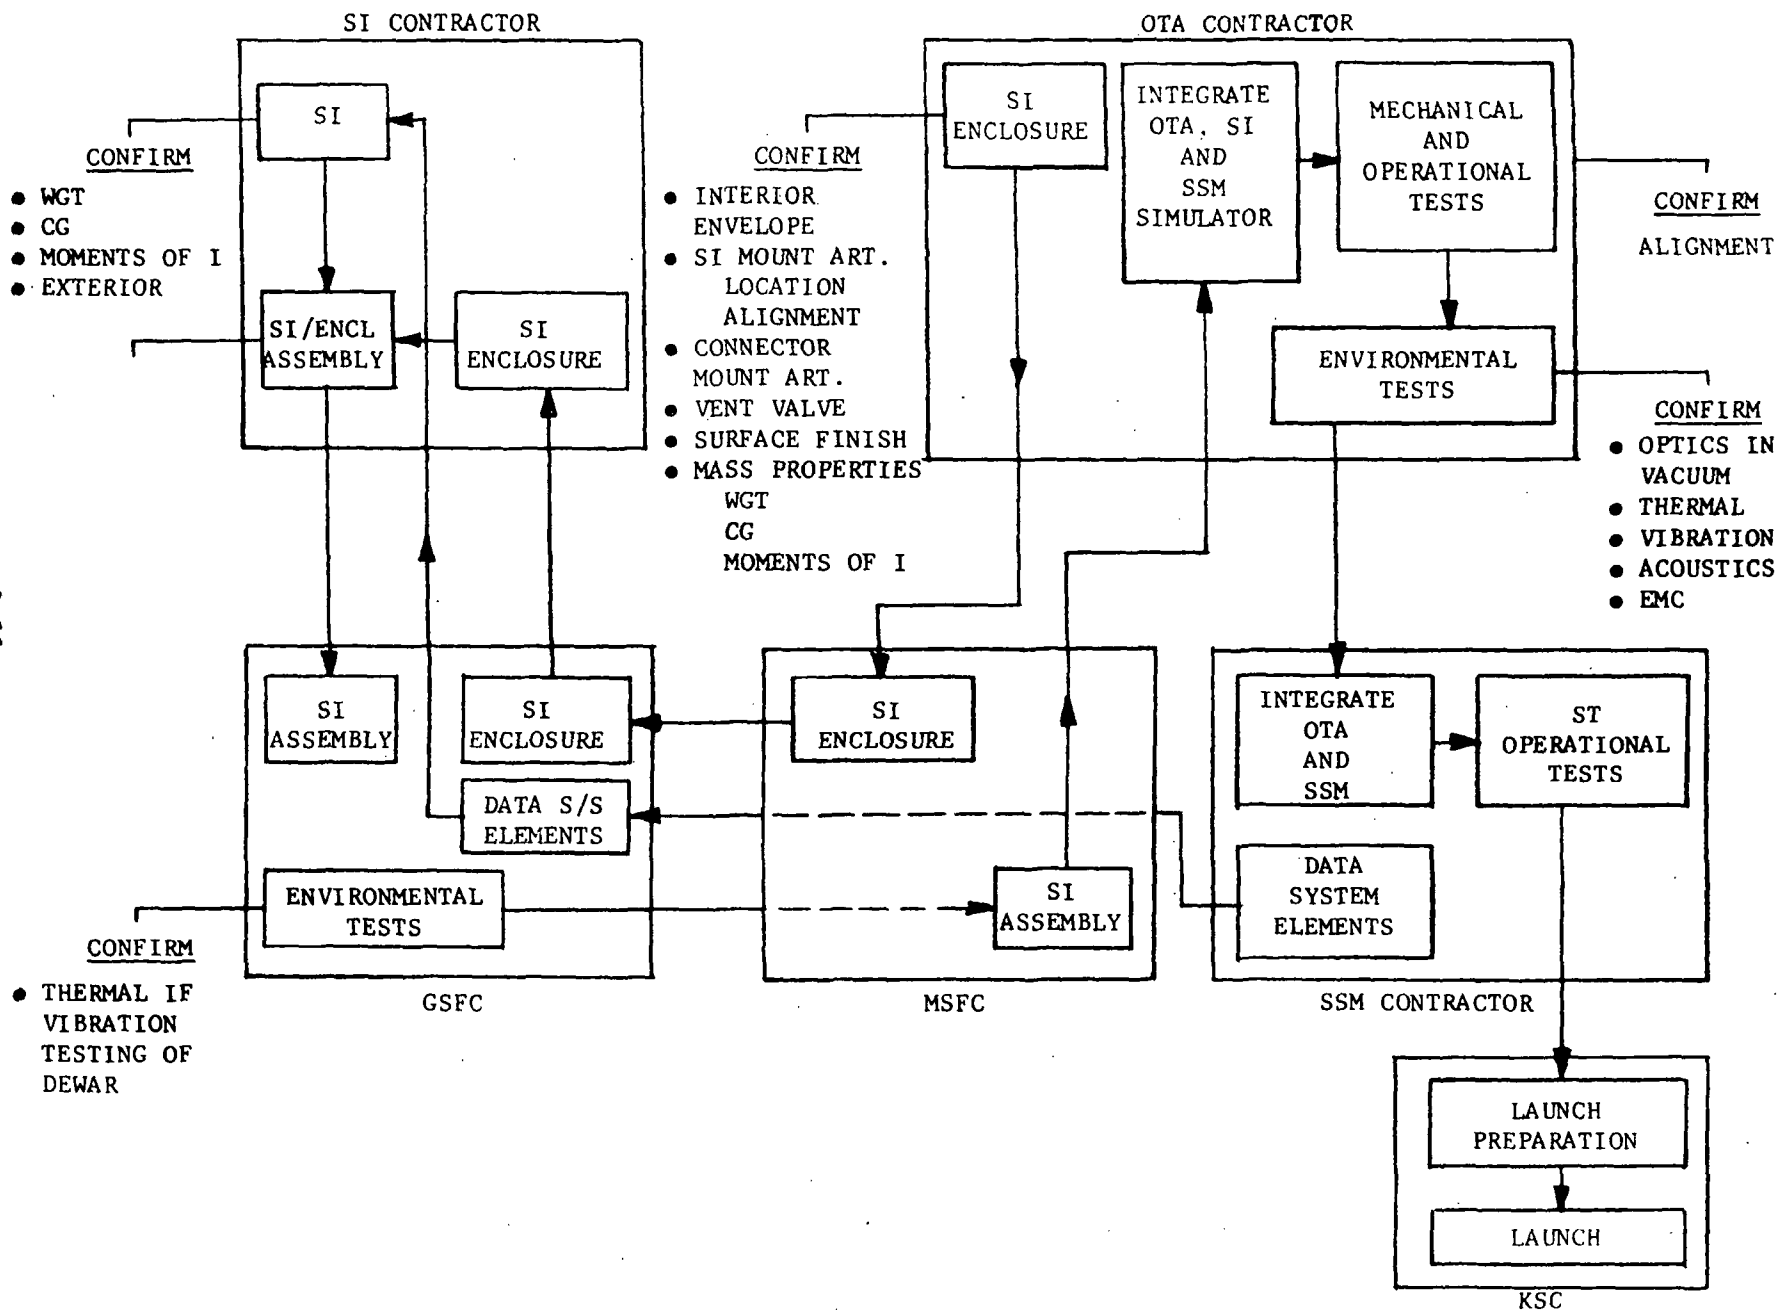 SI CONTRACTOR
SI
CONFIRM
● WGT
● CG
● MOMENTS OF I
● EXTERIOR
SI/ENCL
ASSEMBLY
SI
ENCLOSURE
OTA CONTRACTOR
SI
ENCLOSURE
CONFIRM
● INTERIOR
ENVELOPE
● SI MOUNT ART.
LOCATION
ALIGNMENT
● CONNECTOR
MOUNT ART.
● VENT VALVE
● SURFACE FINISH
● MASS PROPERTIES
WGT
CG
MOMENTS OF I
INTEGRATE
OTA, SI
AND
SSM
SIMULATOR
MECHANICAL
AND
OPERATIONAL
TESTS
CONFIRM
ALIGNMENT
ENVIRONMENTAL
TESTS
CONFIRM
● OPTICS IN
VACUUM
● THERMAL
● VIBRATION
● ACOUSTICS
● EMC
SI
ASSEMBLY
SI
ENCLOSURE
DATA S/S
ELEMENTS
ENVIRONMENTAL
TESTS
CONFIRM
● THERMAL IF
VIBRATION
TESTING OF
DEWAR
GSFC
SI
ENCLOSURE
SI
ASSEMBLY
MSFC
INTEGRATE
OTA
AND
SSM
ST
OPERATIONAL
TESTS
DATA
SYSTEM
ELEMENTS
SSM CONTRACTOR
LAUNCH
PREPARATION
LAUNCH
KSC